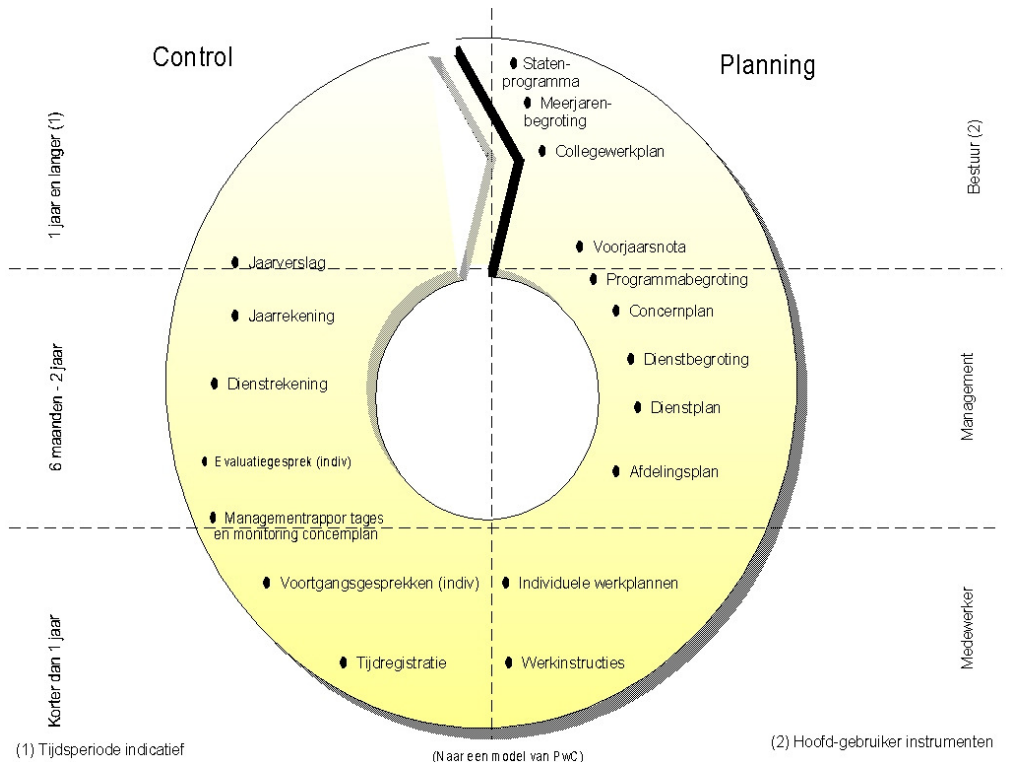 Control
Planning
Staten-
programma
Meerjaren-
begroting
Collegewerkplan
1 jaar en langer (1)
Bestuur (2)
Voorjaarsnota
Jaarverslag
Programmabegroting
Concernplan
Jaarrekening
Dienstbegroting
6 maanden - 2 jaar
Management
Dienstrekening
Dienstplan
Evaluatiegesprek (indiv)
Afdelingsplan
Managementrappor tages
en monitoring concernplan
Voortgangsgesprekken (indiv)
Individuele werkplannen
Korter dan 1 jaar
Medewerker
Tijdregistratie
Werkinstructies
(1) Tijdsperiode indicatief
(Naar een model van PwC)
(2) Hoofd-gebruiker instrumenten